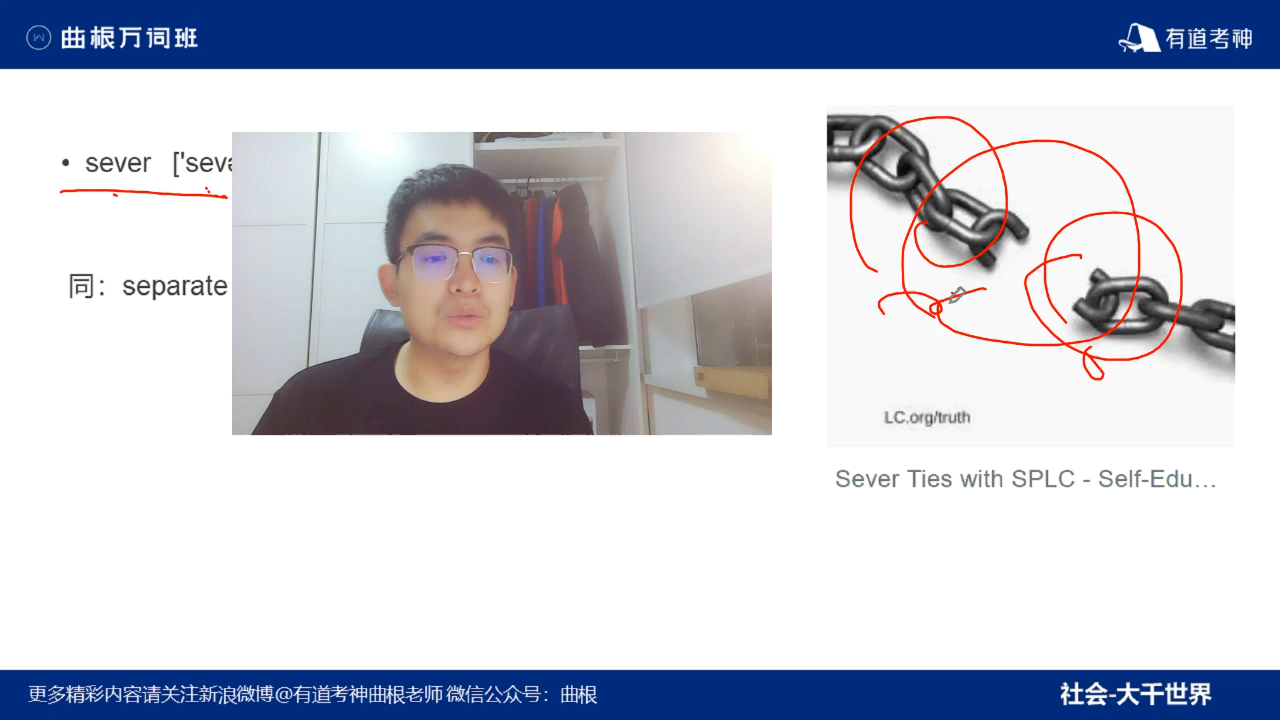 曲根万词班
有道考神
• sever ['sevə
同：separate
LC.org/truth
Sever Ties with SPLC - Self-Edu…
更多精彩内容请关注新浪微博@有道考神曲根老师 微信公众号：曲根
社会-大千世界